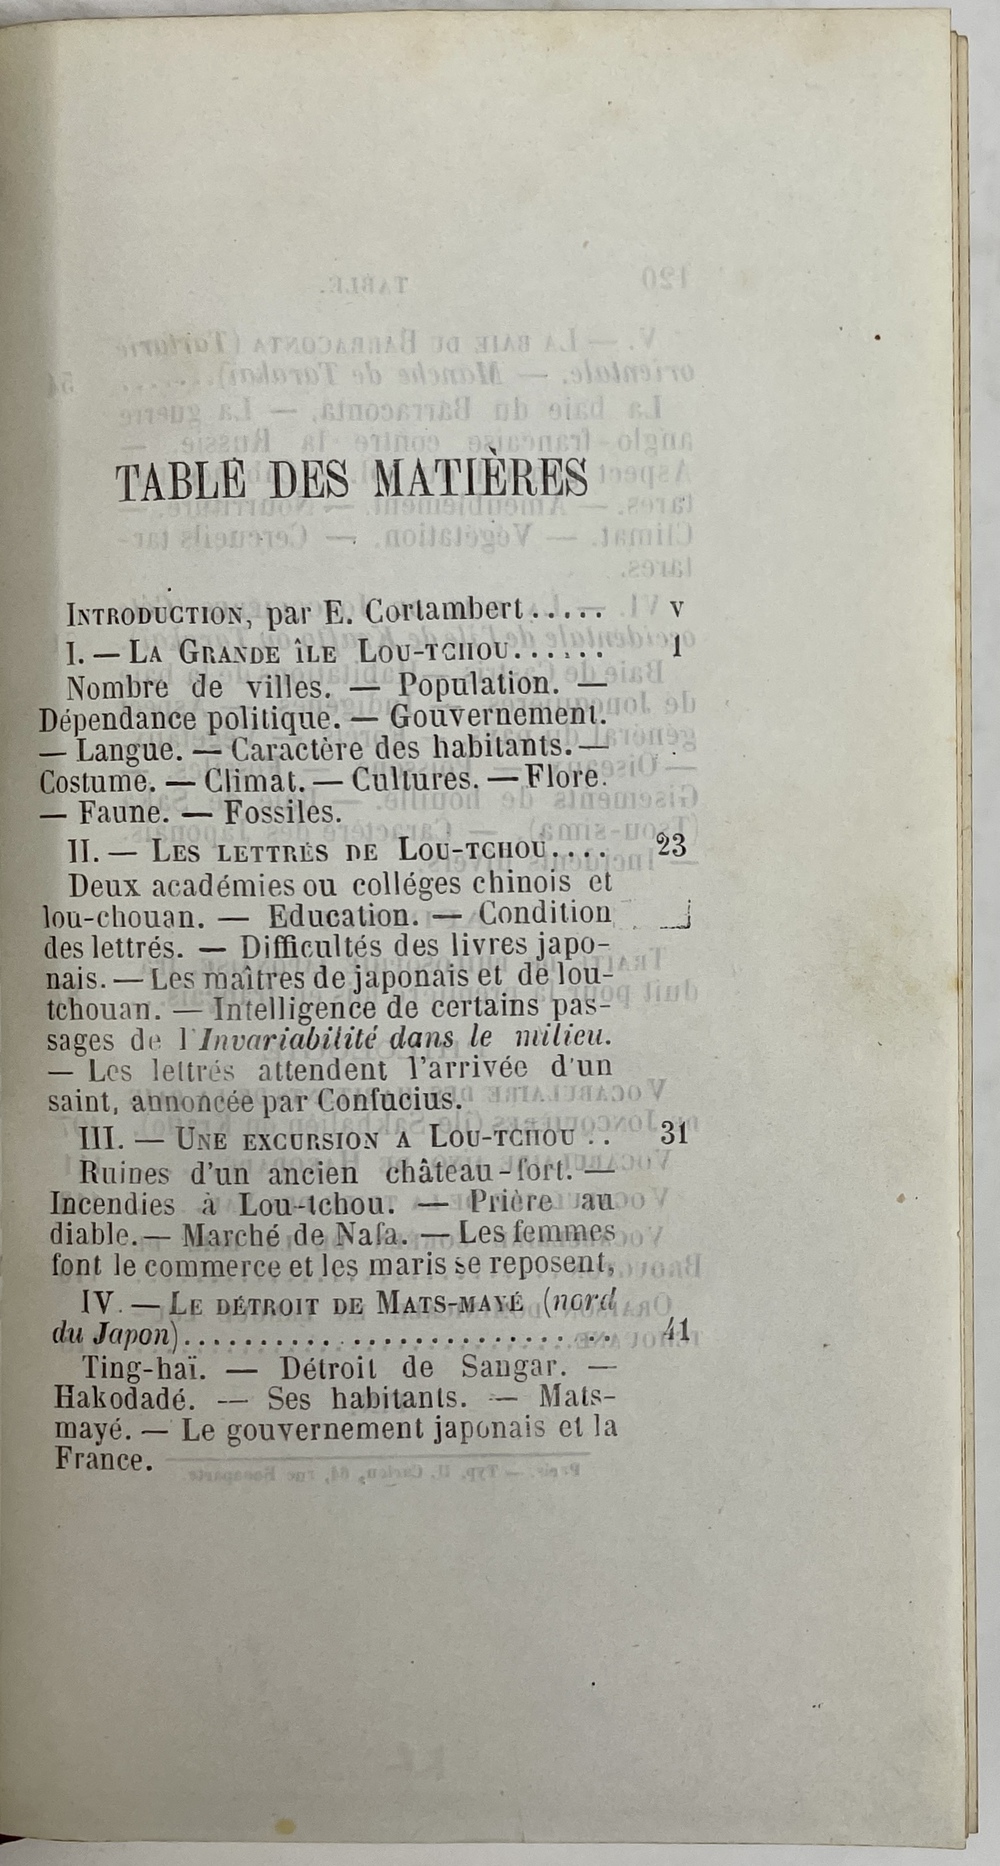 TABLE DES MATIÈRES
INTRODUCTION, par E. Cortambert..... v
I. — LA GRANDE ÎLE LOU-TCHOU...... 1
Nombre de villes. — Population. —
Dépendance politique. — Gouvernement.
— Langue. — Caractère des habitants. —
Costume. — Climat. — Cultures. — Flore.
— Faune. — Fossiles.
II. — LES LETTRÉS DE LOU-TCHOU.... 23
Deux académies ou colléges chinois et
lou-chouan. — Education. — Condition
des lettrés. — Difficultés des livres japo-
nais. — Les maîtres de japonais et de lou-
tchouan. — Intelligence de certains pas-
sages de l'Invariabilité dans le milieu.
— Les lettrés attendent l'arrivée d'un
saint, annoncée par Confucius.
III. — UNE EXCURSION A LOU-TCHOU .. 31
Ruines d'un ancien château-fort. —
Incendies à Lou-tchou. — Prière au
diable. — Marché de Nafa. — Les femmes
font le commerce et les maris se reposent.
IV. — LE DÉTROIT DE MATS-MAYÉ (nord
du Japon)............................ 41
Ting-haï. — Détroit de Sangar. —
Hakodadé. — Ses habitants. — Mats-
mayé. — Le gouvernement japonais et la
France.